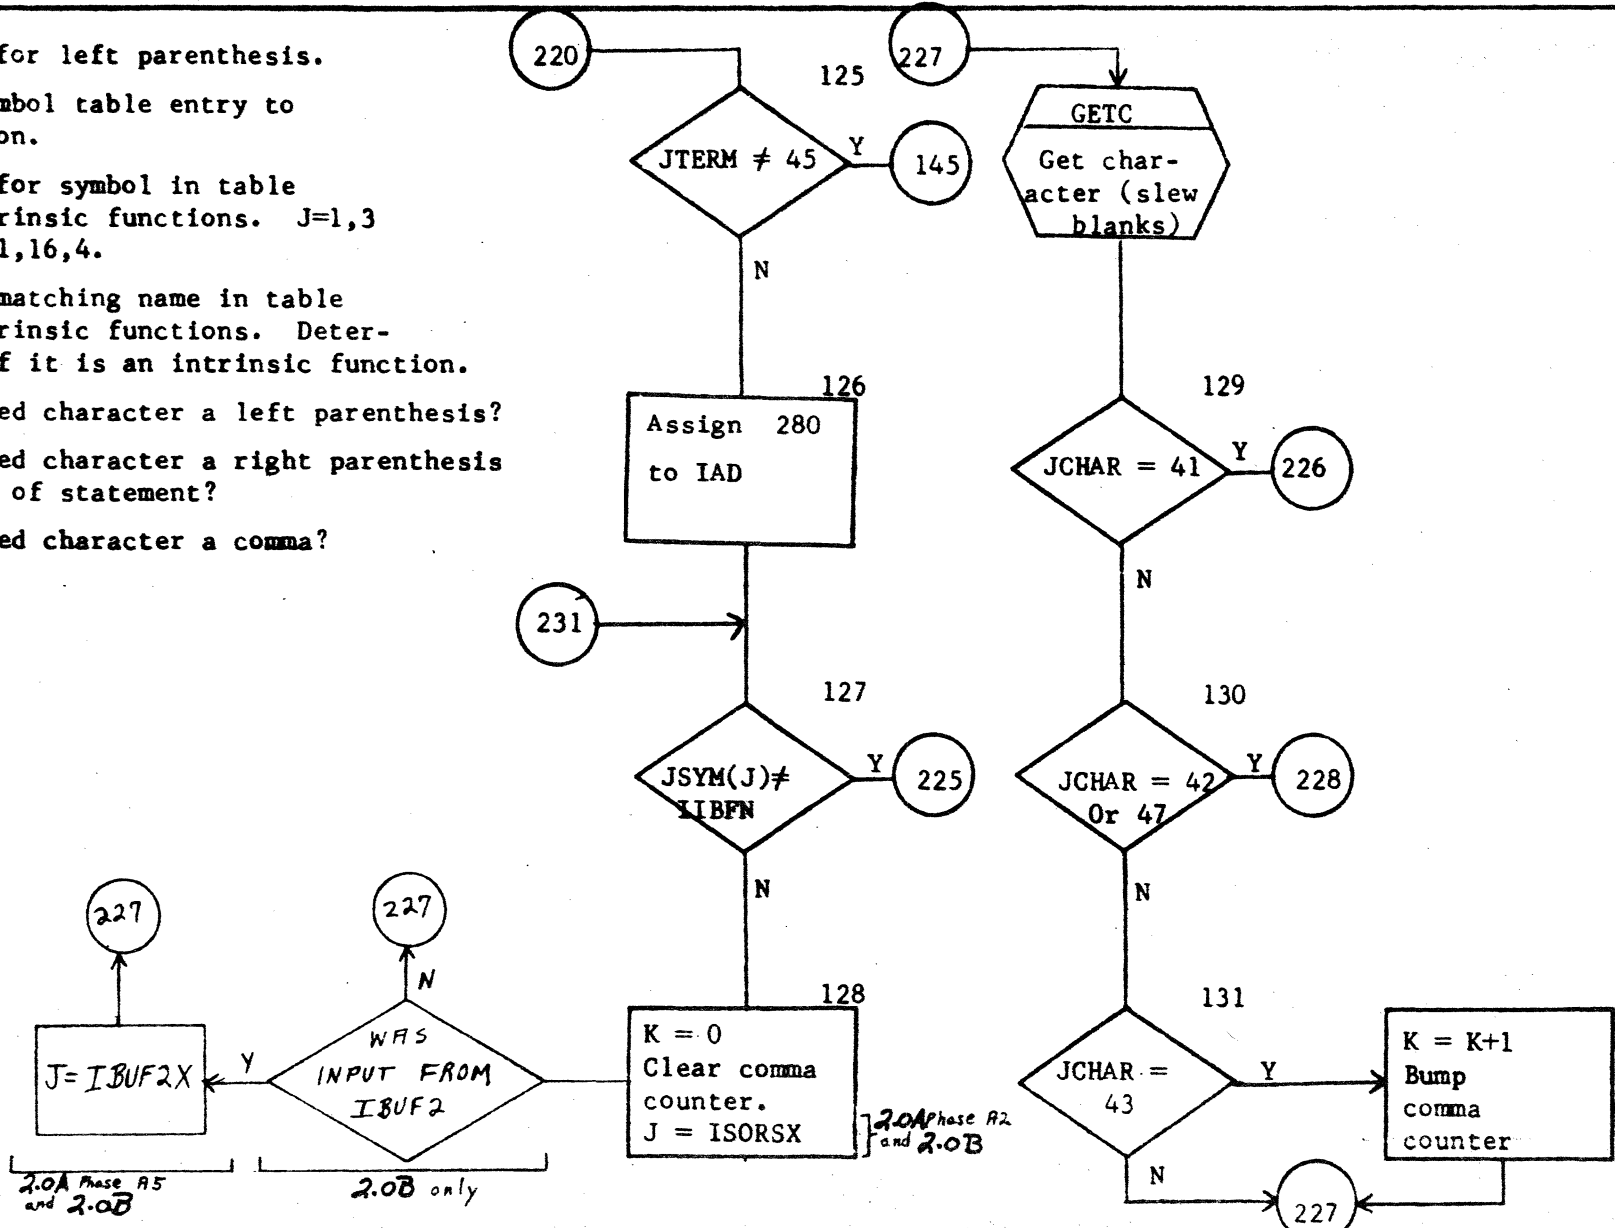 for left parenthesis.
mbol table entry to
on.
for symbol in table
rinsic functions. J=1,3
1,16,4.
matching name in table
rinsic functions. Deter-
f it is an intrinsic function.
ed character a left parenthesis?
ed character a right parenthesis
of statement?
ed character a comma?
220
125
JTERM ≠ 45
Y
145
N
126
Assign 280
to IAD
231
127
JSYM(J)≠
IIBFN
Y
225
N
128
K = 0
Clear comma
counter.
J = ISORSX
2.0A Phase A2
and 2.0B
WAS
INPUT FROM
IBUF2
N
227
Y
J=IBUF2X
227
2.0A Phase A5
and 2.0B
2.0B only
227
GETC
Get char-
acter (slew
blanks)
129
JCHAR = 41
Y
226
N
130
JCHAR = 42
Or 47
Y
228
N
131
JCHAR =
43
Y
K = K+1
Bump
comma
counter
N
227